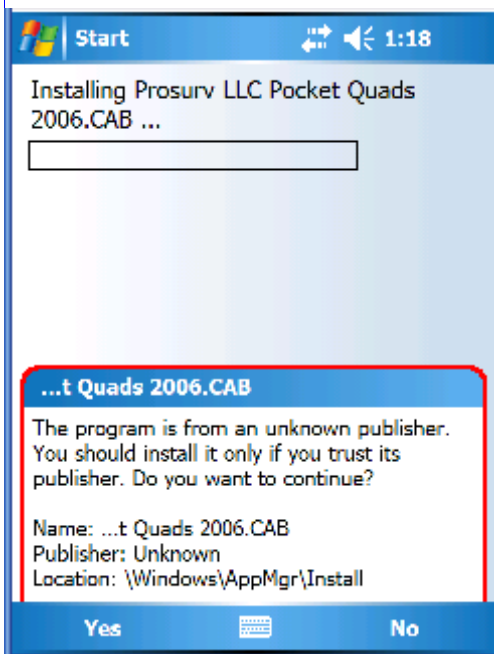 Start 1:18
Installing Prosurv LLC Pocket Quads
2006.CAB ...
...t Quads 2006.CAB
The program is from an unknown publisher.
You should install it only if you trust its
publisher. Do you want to continue?
Name: ...t Quads 2006.CAB
Publisher: Unknown
Location: \Windows\AppMgr\Install
Yes No